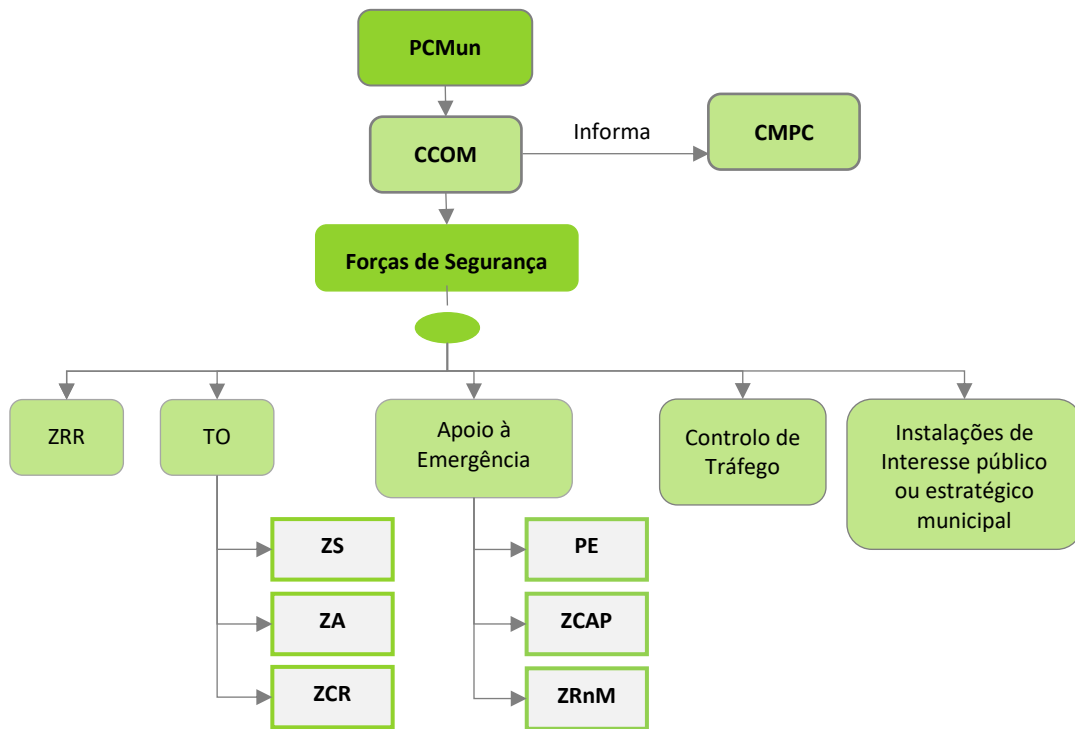 PCMun
CCOM
Informa
CMPC
Forças de Segurança
ZRR
TO
Apoio à
Emergência
Controlo de
Tráfego
Instalações de
Interesse público
ou estratégico
municipal
ZS
PE
ZA
ZCAP
ZCR
ZRnM